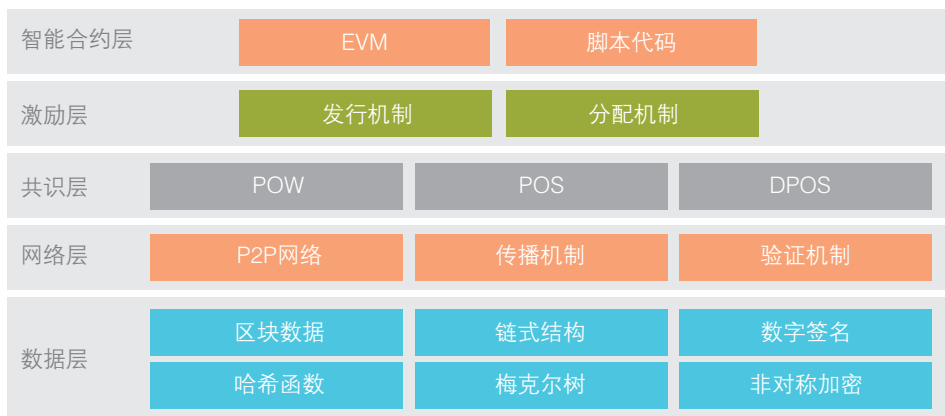 智能合约层 EVM 脚本代码
激励层 发行机制 分配机制
共识层 POW POS DPOS
网络层 P2P网络 传播机制 验证机制
数据层
区块数据 链式结构 数字签名
哈希函数 梅克尔树 非对称加密